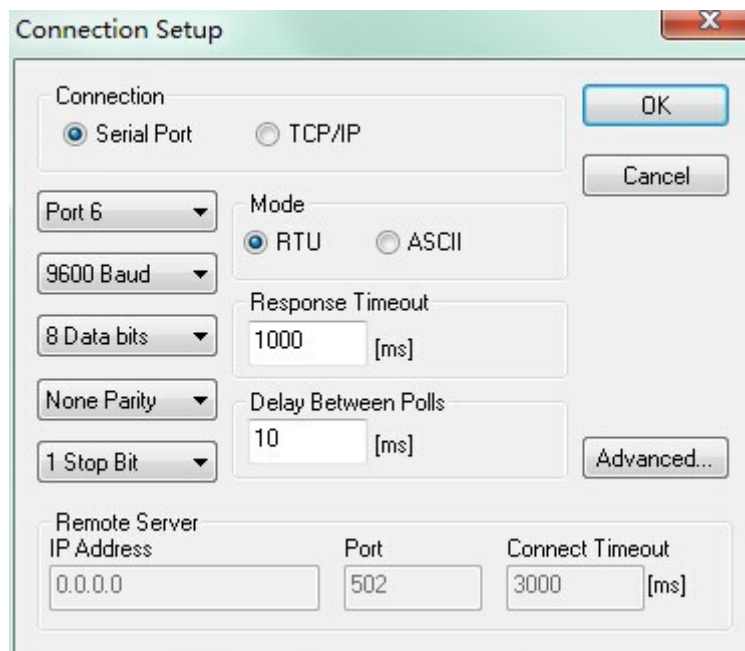 Connection Setup
Connection
Serial Port TCP/IP
OK
Cancel
Port 6
Mode
RTU ASCII
9600 Baud
Response Timeout
1000 [ms]
8 Data bits
None Parity
Delay Between Polls
10 [ms]
1 Stop Bit
Advanced...
Remote Server
IP Address Port Connect Timeout
0.0.0.0 502 3000 [ms]